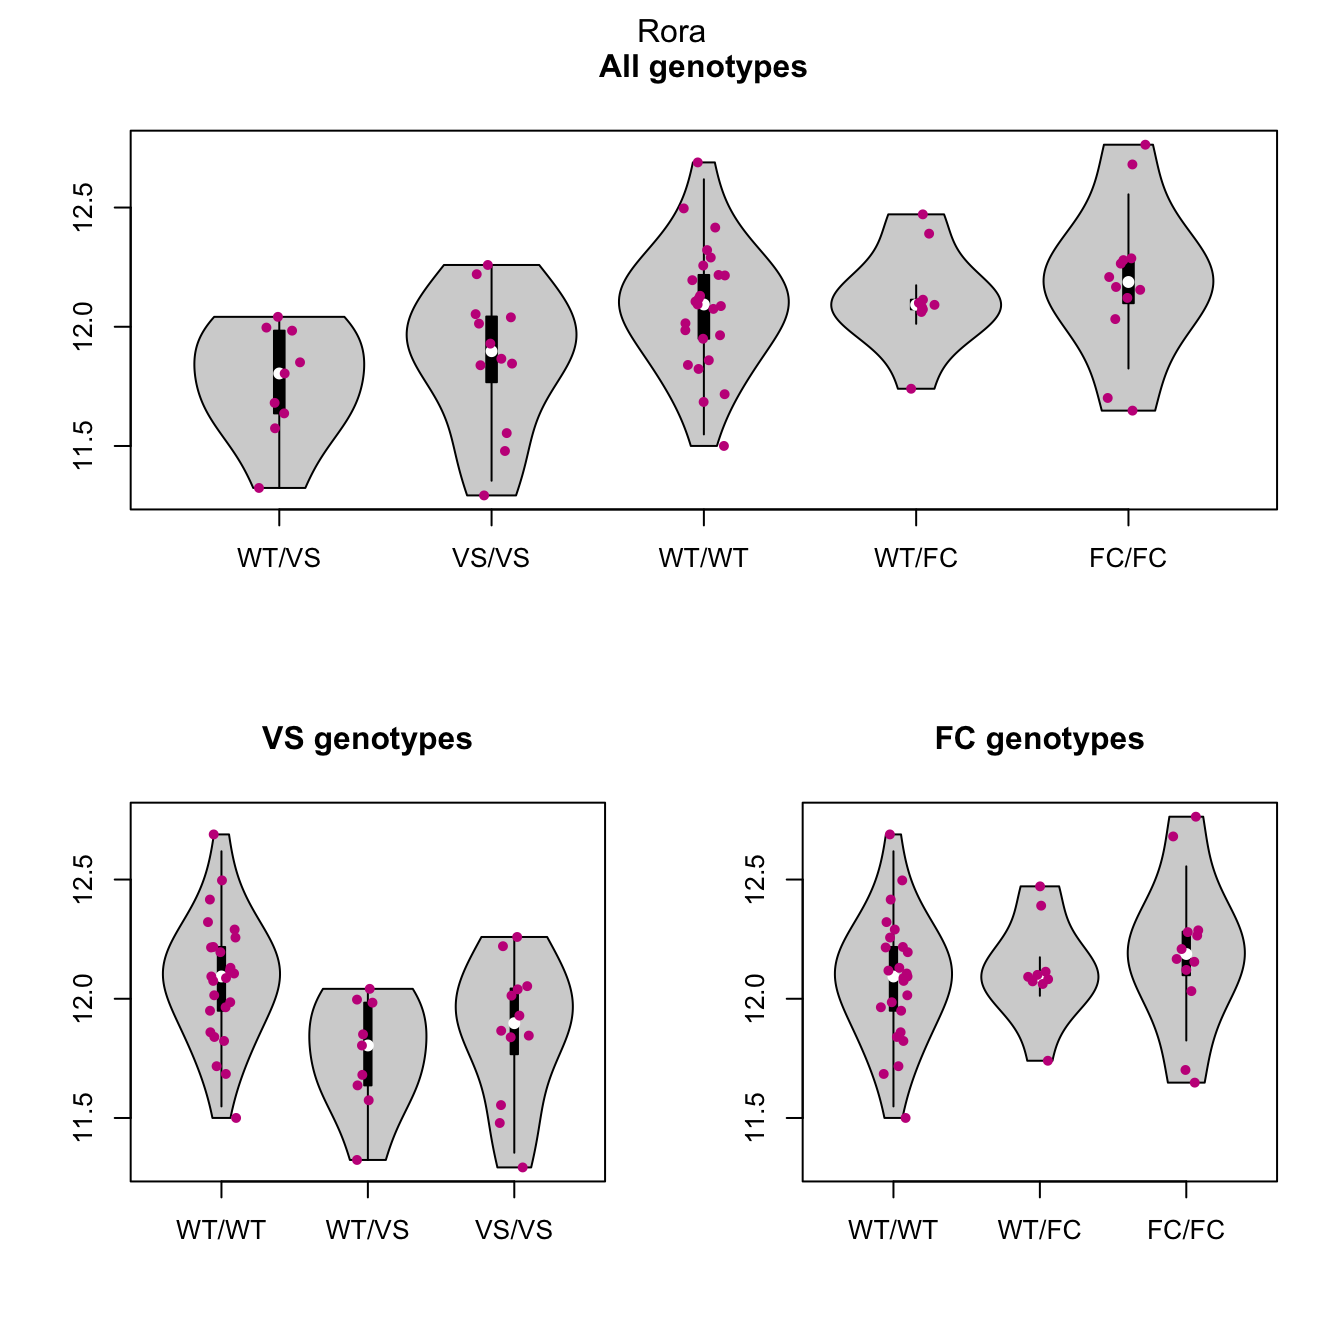 Rora
All genotypes
12.5
12.0
11.5
WT/VS VS/VS WT/WT WT/FC FC/FC
VS genotypes
12.5
12.0
11.5
WT/WT WT/VS VS/VS
FC genotypes
12.5
12.0
11.5
WT/WT WT/FC FC/FC